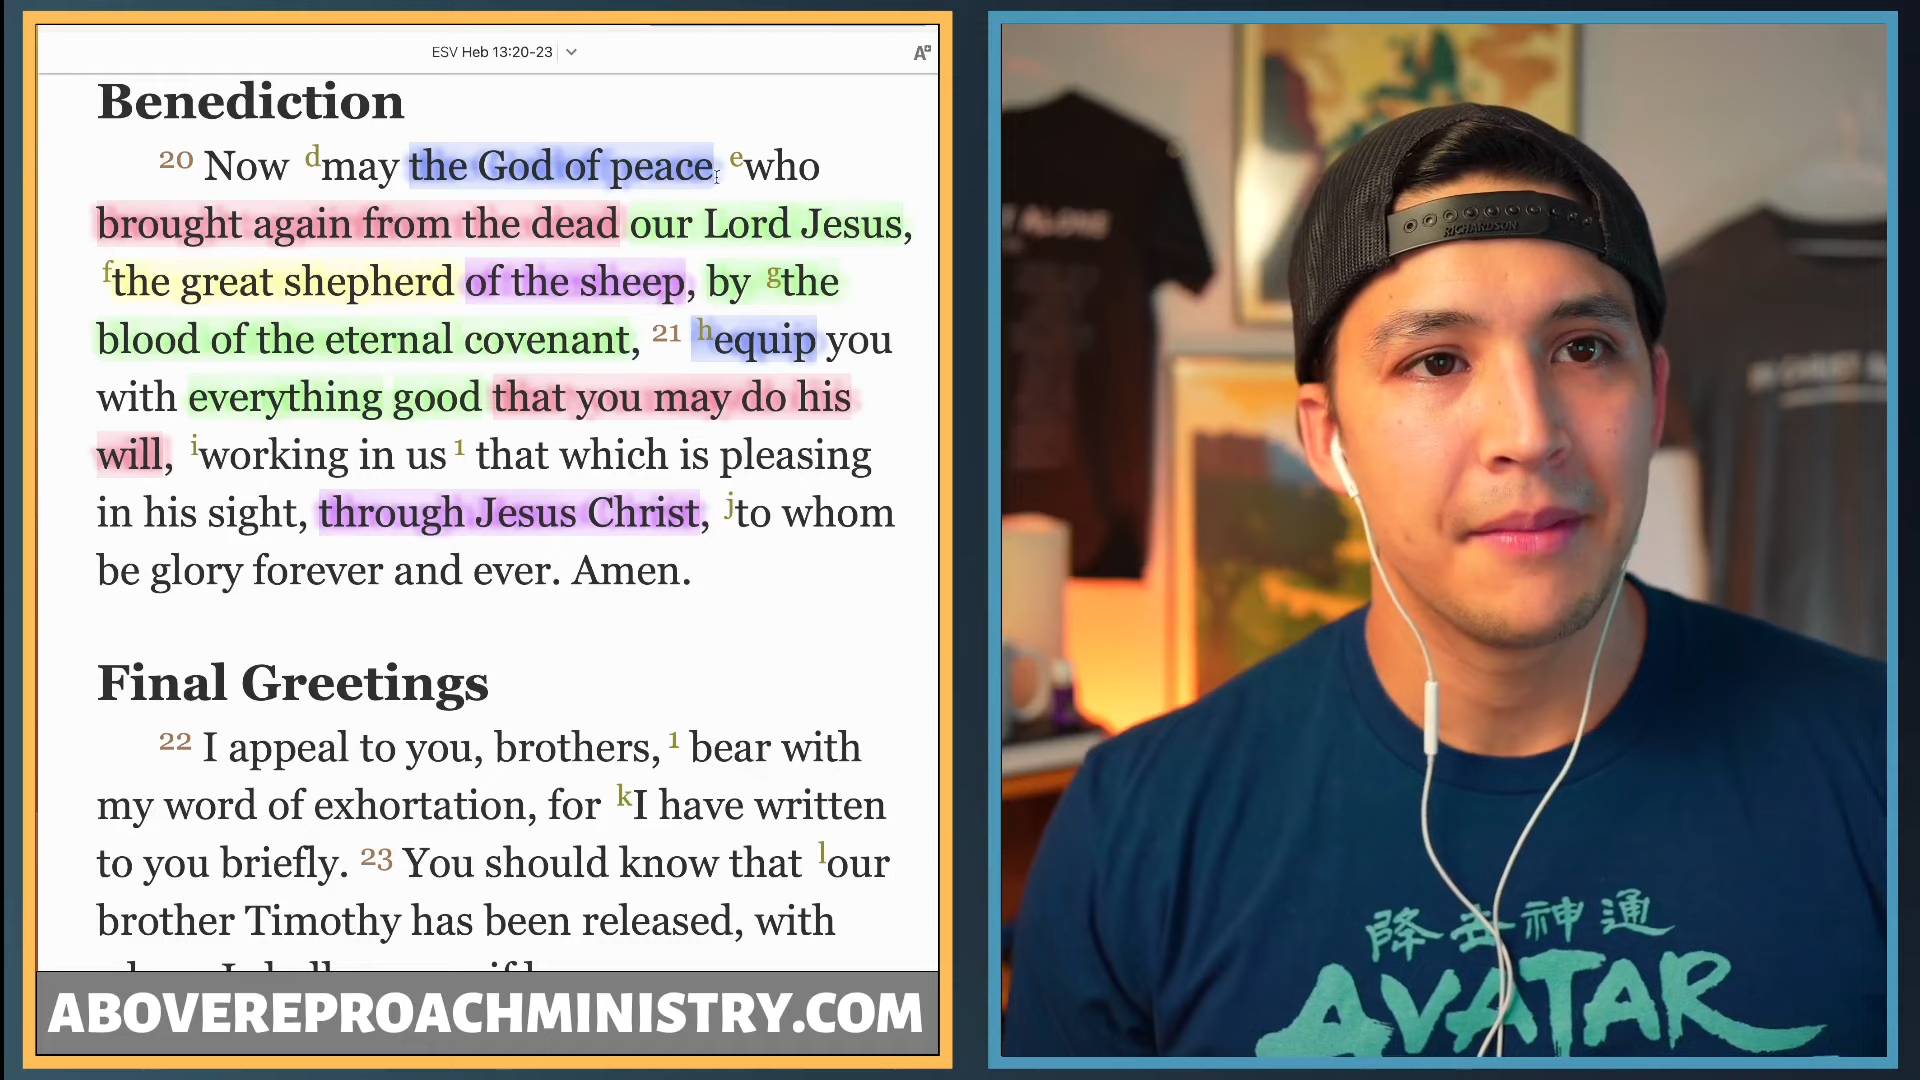 ESV Heb 13:20-23
Benediction
20 Now dmay the God of peace, ewho
brought again from the dead our Lord Jesus,
fthe great shepherd of the sheep, by gthe
blood of the eternal covenant, 21 hequip you
with everything good that you may do his
will, iworking in us 1 that which is pleasing
in his sight, through Jesus Christ, jto whom
be glory forever and ever. Amen.
Final Greetings
22 I appeal to you, brothers, 1 bear with
my word of exhortation, for kI have written
to you briefly. 23 You should know that lour
brother Timothy has been released, with
ABOVEREPROACHMINISTRY.COM
RICHARDSON
降去神通
AVATAR